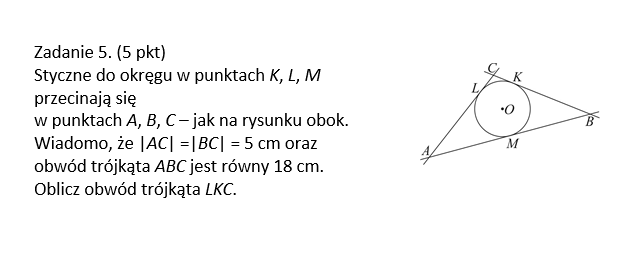 Zadanie 5. (5 pkt)
Styczne do okręgu w punktach K, L, M
przecinają się
w punktach A, B, C – jak na rysunku obok.
Wiadomo, że |AC| =|BC| = 5 cm oraz
obwód trójkąta ABC jest równy 18 cm.
Oblicz obwód trójkąta LKC.
C
K
L
O
B
M
A